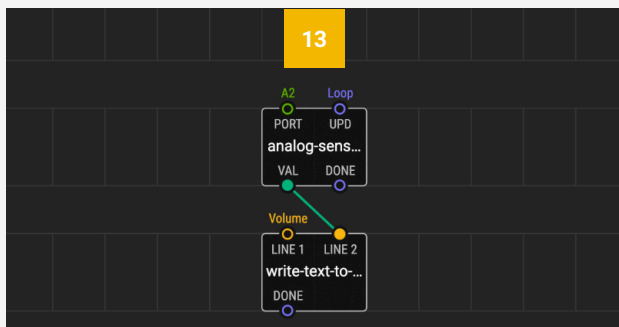 13
A2 Loop
PORT UPD
analog-sens...
VAL DONE
Volume
LINE 1 LINE 2
write-text-to-...
DONE